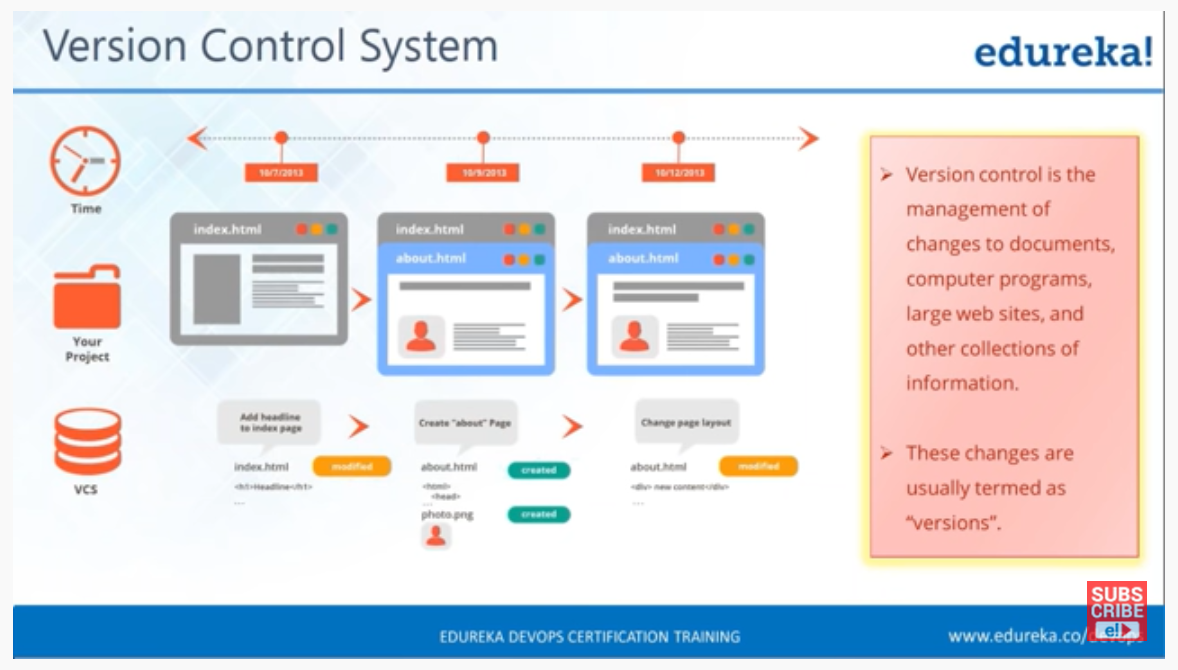 Version Control System
edureka!
10/7/2013
10/9/2013
10/12/2013
Time
index.html
index.html
about.html
index.html
about.html
Your
Project
Add headline
to index page
Create "about" Page
Change page layout
VCS
index.html
modified
<h1>Headline</h1>
...
about.html
created
<html>
<head>
...
photo.png
created
about.html
modified
<div> new content</div>
...
Version control is the
management of
changes to documents,
computer programs,
large web sites, and
other collections of
information.
These changes are
usually termed as
“versions”.
EDUREKA DEVOPS CERTIFICATION TRAINING
www.edureka.co/devops
SUBS
CRIBE
e!